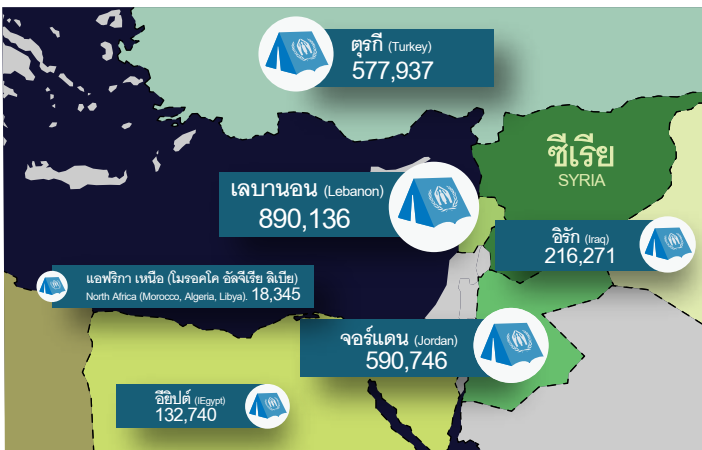 ตุรกี (Turkey)
577,937
ซีเรีย
SYRIA
เลบานอน (Lebanon)
890,136
อิรัก (Iraq)
216,271
แอฟริกา เหนือ (โมรอคโค อัลจีเรีย ลิเบีย)
North Africa (Morocco, Algeria, Libya). 18,345
จอร์แดน (Jordan)
590,746
อียิปต์ (IEgypt)
132,740